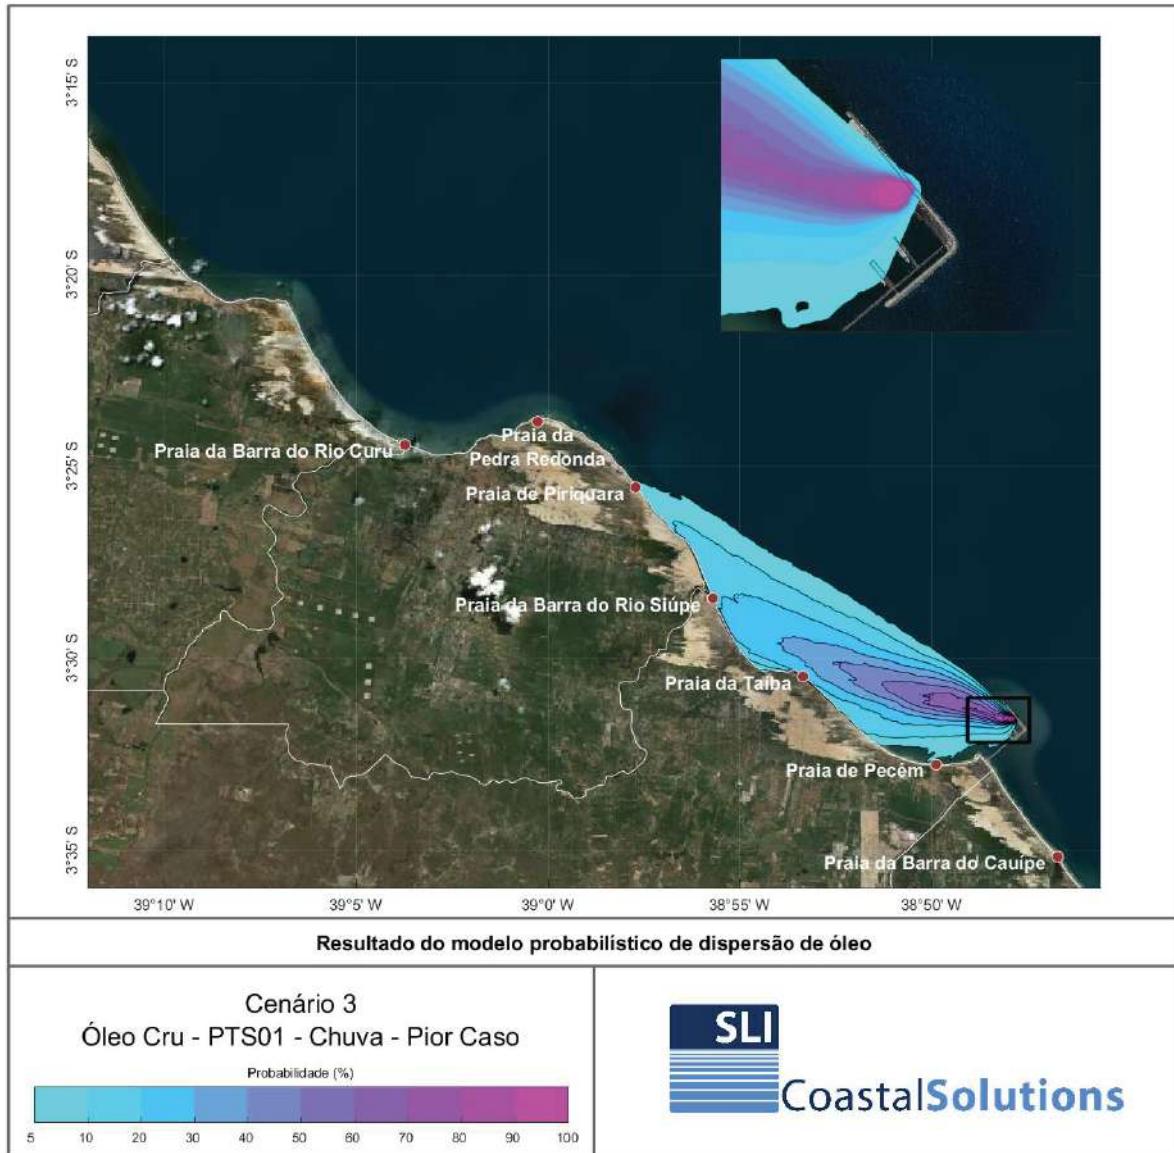 3°15' S
3°20' S
3°25' S
3°30' S
3°35' S
Praia da Barra do Rio Curu
Praia da
Pedra Redonda
Praia de Piriquara
Praia da Barra do Rio Siúpe
Praia da Taíba
Praia de Pecém
Praia da Barra do Cauípe
39°10' W
39°5' W
39°0' W
38°55' W
38°50' W
Resultado do modelo probabilístico de dispersão de óleo
Cenário 3
Óleo Cru - PTS01 - Chuva - Pior Caso
Probabilidade (%)
5 10 20 30 40 50 60 70 80 90 100
SLI
CoastalSolutions